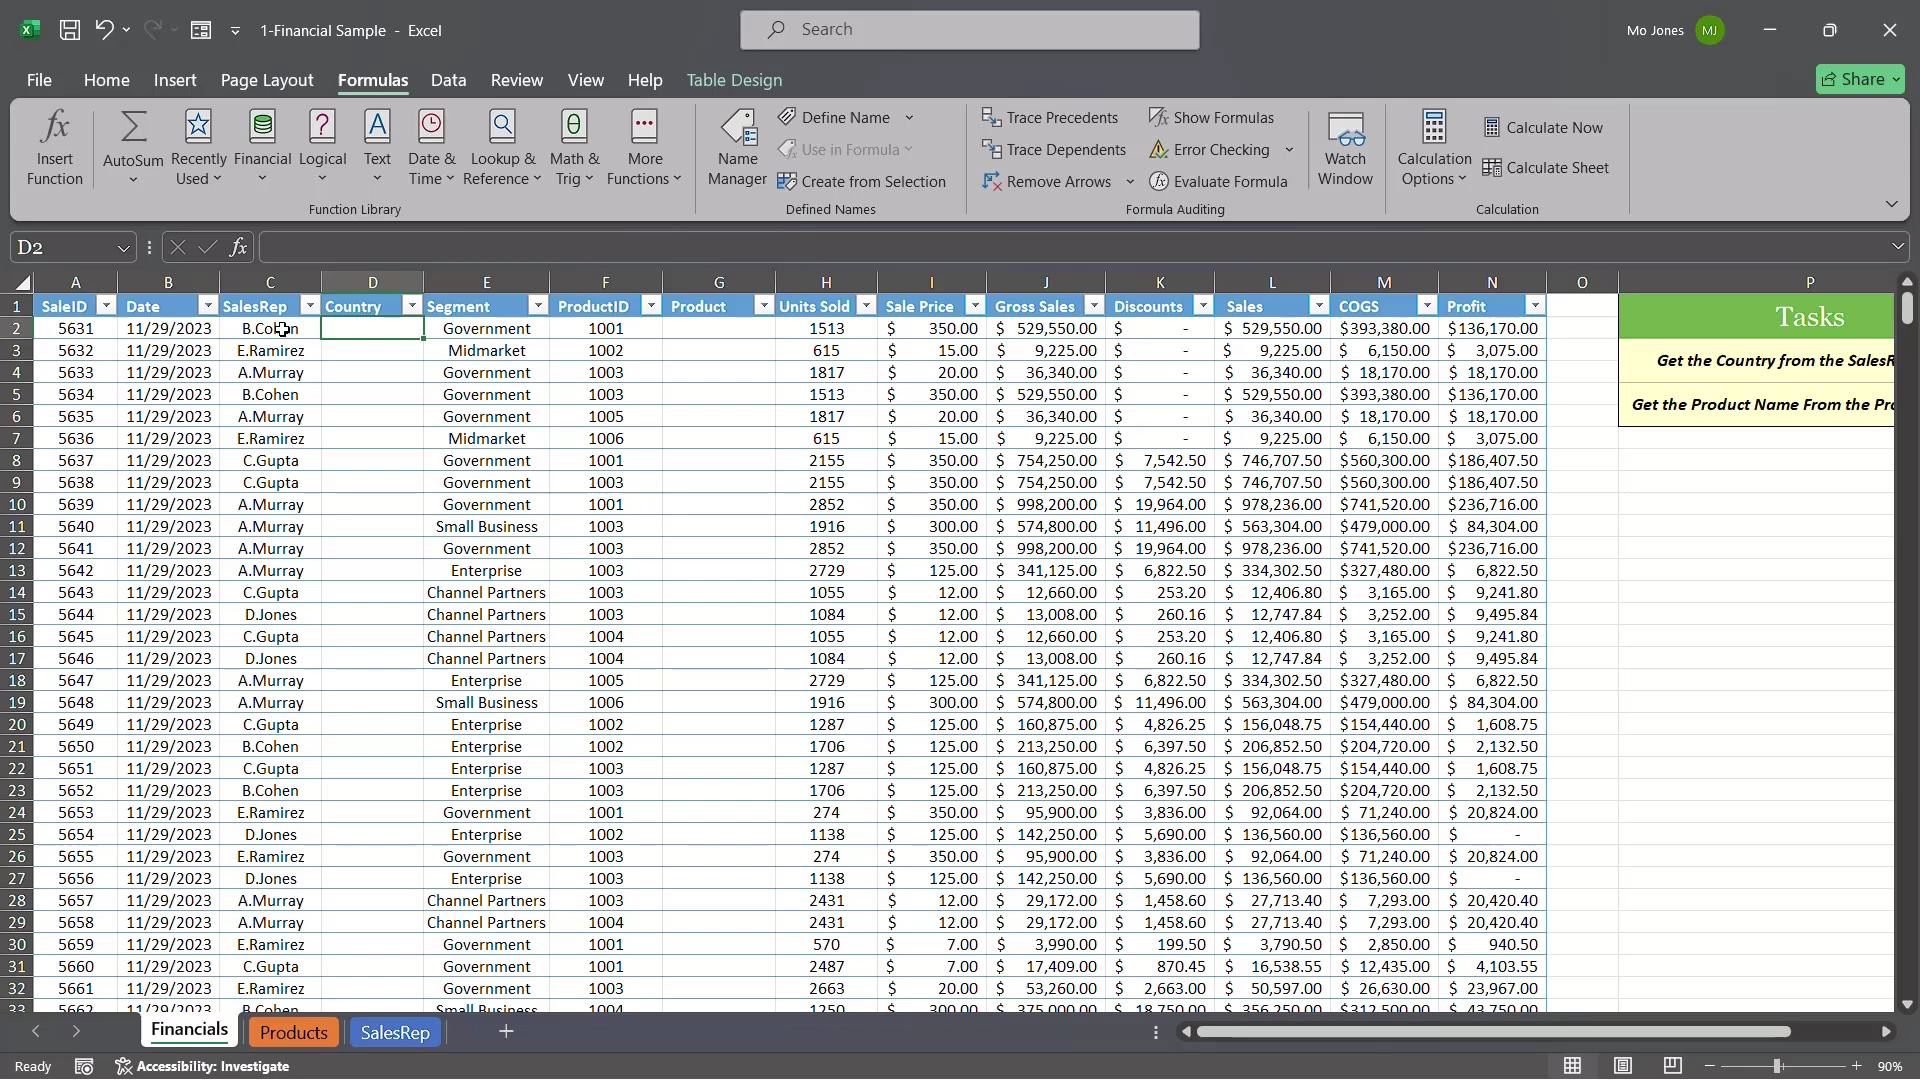 1-Financial Sample - Excel
Search
Mo Jones
MJ
File Home Insert Page Layout Formulas Data Review View Help Table Design
Share
Insert Function
AutoSum
Recently Used
Financial
Logical
Text
Date & Time
Lookup & Reference
Math & Trig
More Functions
Function Library
Name Manager
Define Name
Use in Formula
Create from Selection
Defined Names
Trace Precedents
Trace Dependents
Remove Arrows
Show Formulas
Error Checking
Evaluate Formula
Formula Auditing
Watch Window
Calculation Options
Calculate Now
Calculate Sheet
Calculation
D2
fx
A B C D E F G H I J K L M N O P
1 SaleID Date SalesRep Country Segment ProductID Product Units Sold Sale Price Gross Sales Discounts Sales COGS Profit Tasks
2 5631 11/29/2023 B.Cohen Government 1001 1513 $ 350.00 $ 529,550.00 $ - $ 529,550.00 $393,380.00 $136,170.00
3 5632 11/29/2023 E.Ramirez Midmarket 1002 615 $ 15.00 $ 9,225.00 $ - $ 9,225.00 $ 6,150.00 $ 3,075.00 Get the Country from the SalesR
4 5633 11/29/2023 A.Murray Government 1003 1817 $ 20.00 $ 36,340.00 $ - $ 36,340.00 $ 18,170.00 $ 18,170.00
5 5634 11/29/2023 B.Cohen Government 1003 1513 $ 350.00 $ 529,550.00 $ - $ 529,550.00 $393,380.00 $136,170.00 Get the Product Name From the Pro
6 5635 11/29/2023 A.Murray Government 1005 1817 $ 20.00 $ 36,340.00 $ - $ 36,340.00 $ 18,170.00 $ 18,170.00
7 5636 11/29/2023 E.Ramirez Midmarket 1006 615 $ 15.00 $ 9,225.00 $ - $ 9,225.00 $ 6,150.00 $ 3,075.00
8 5637 11/29/2023 C.Gupta Government 1001 2155 $ 350.00 $ 754,250.00 $ 7,542.50 $ 746,707.50 $560,300.00 $186,407.50
9 5638 11/29/2023 C.Gupta Government 1003 2155 $ 350.00 $ 754,250.00 $ 7,542.50 $ 746,707.50 $560,300.00 $186,407.50
10 5639 11/29/2023 A.Murray Government 1001 2852 $ 350.00 $ 998,200.00 $ 19,964.00 $ 978,236.00 $741,520.00 $236,716.00
11 5640 11/29/2023 A.Murray Small Business 1003 1916 $ 300.00 $ 574,800.00 $ 11,496.00 $ 563,304.00 $479,000.00 $ 84,304.00
12 5641 11/29/2023 A.Murray Government 1003 2852 $ 350.00 $ 998,200.00 $ 19,964.00 $ 978,236.00 $741,520.00 $236,716.00
13 5642 11/29/2023 A.Murray Enterprise 1003 2729 $ 125.00 $ 341,125.00 $ 6,822.50 $ 334,302.50 $327,480.00 $ 6,822.50
14 5643 11/29/2023 C.Gupta Channel Partners 1003 1055 $ 12.00 $ 12,660.00 $ 253.20 $ 12,406.80 $ 3,165.00 $ 9,241.80
15 5644 11/29/2023 D.Jones Channel Partners 1003 1084 $ 12.00 $ 13,008.00 $ 260.16 $ 12,747.84 $ 3,252.00 $ 9,495.84
16 5645 11/29/2023 C.Gupta Channel Partners 1004 1055 $ 12.00 $ 12,660.00 $ 253.20 $ 12,406.80 $ 3,165.00 $ 9,241.80
17 5646 11/29/2023 D.Jones Channel Partners 1004 1084 $ 12.00 $ 13,008.00 $ 260.16 $ 12,747.84 $ 3,252.00 $ 9,495.84
18 5647 11/29/2023 A.Murray Enterprise 1005 2729 $ 125.00 $ 341,125.00 $ 6,822.50 $ 334,302.50 $327,480.00 $ 6,822.50
19 5648 11/29/2023 A.Murray Small Business 1006 1916 $ 300.00 $ 574,800.00 $ 11,496.00 $ 563,304.00 $479,000.00 $ 84,304.00
20 5649 11/29/2023 C.Gupta Enterprise 1002 1287 $ 125.00 $ 160,875.00 $ 4,826.25 $ 156,048.75 $154,440.00 $ 1,608.75
21 5650 11/29/2023 B.Cohen Enterprise 1002 1706 $ 125.00 $ 213,250.00 $ 6,397.50 $ 206,852.50 $204,720.00 $ 2,132.50
22 5651 11/29/2023 C.Gupta Enterprise 1003 1287 $ 125.00 $ 160,875.00 $ 4,826.25 $ 156,048.75 $154,440.00 $ 1,608.75
23 5652 11/29/2023 B.Cohen Enterprise 1003 1706 $ 125.00 $ 213,250.00 $ 6,397.50 $ 206,852.50 $204,720.00 $ 2,132.50
24 5653 11/29/2023 E.Ramirez Government 1001 274 $ 350.00 $ 95,900.00 $ 3,836.00 $ 92,064.00 $ 71,240.00 $ 20,824.00
25 5654 11/29/2023 D.Jones Enterprise 1002 1138 $ 125.00 $ 142,250.00 $ 5,690.00 $ 136,560.00 $136,560.00 $ -
26 5655 11/29/2023 E.Ramirez Government 1003 274 $ 350.00 $ 95,900.00 $ 3,836.00 $ 92,064.00 $ 71,240.00 $ 20,824.00
27 5656 11/29/2023 D.Jones Enterprise 1003 1138 $ 125.00 $ 142,250.00 $ 5,690.00 $ 136,560.00 $136,560.00 $ -
28 5657 11/29/2023 A.Murray Channel Partners 1003 2431 $ 12.00 $ 29,172.00 $ 1,458.60 $ 27,713.40 $ 7,293.00 $ 20,420.40
29 5658 11/29/2023 A.Murray Channel Partners 1004 2431 $ 12.00 $ 29,172.00 $ 1,458.60 $ 27,713.40 $ 7,293.00 $ 20,420.40
30 5659 11/29/2023 E.Ramirez Government 1001 570 $ 7.00 $ 3,990.00 $ 199.50 $ 3,790.50 $ 2,850.00 $ 940.50
31 5660 11/29/2023 C.Gupta Government 1001 2487 $ 7.00 $ 17,409.00 $ 870.45 $ 16,538.55 $ 12,435.00 $ 4,103.55
32 5661 11/29/2023 E.Ramirez Government 1003 2663 $ 20.00 $ 53,260.00 $ 2,663.00 $ 50,597.00 $ 26,630.00 $ 23,967.00
33 5662 11/29/2023 B.Cohen Small Business 1004 1250 $ 300.00 $ 375,000.00 $ 18,750.00 $ 356,250.00 $312,500.00 $ 43,750.00
Financials Products SalesRep
Ready Accessibility: Investigate 90%